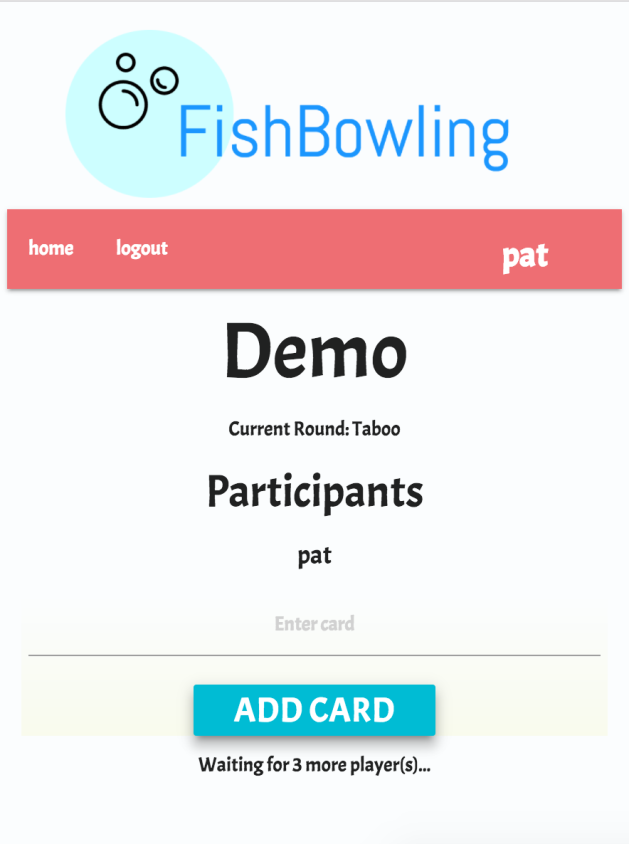 FishBowling
home logout pat
Demo
Current Round: Taboo
Participants
pat
Enter card
ADD CARD
Waiting for 3 more player(s)...